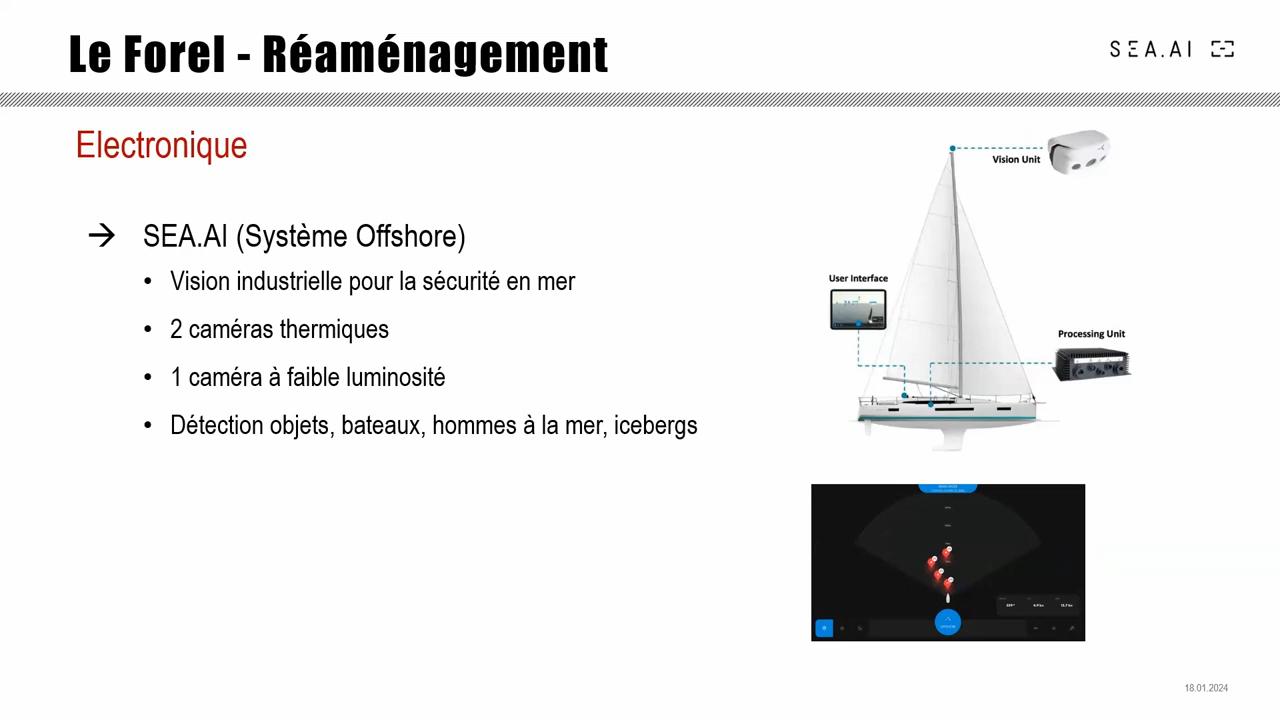 Le Forel - Réaménagement
SEA.AI
Electronique
→ SEA.AI (Système Offshore)
• Vision industrielle pour la sécurité en mer
• 2 caméras thermiques
• 1 caméra à faible luminosité
• Détection objets, bateaux, hommes à la mer, icebergs
Vision Unit
User Interface
Processing Unit
18.01.2024